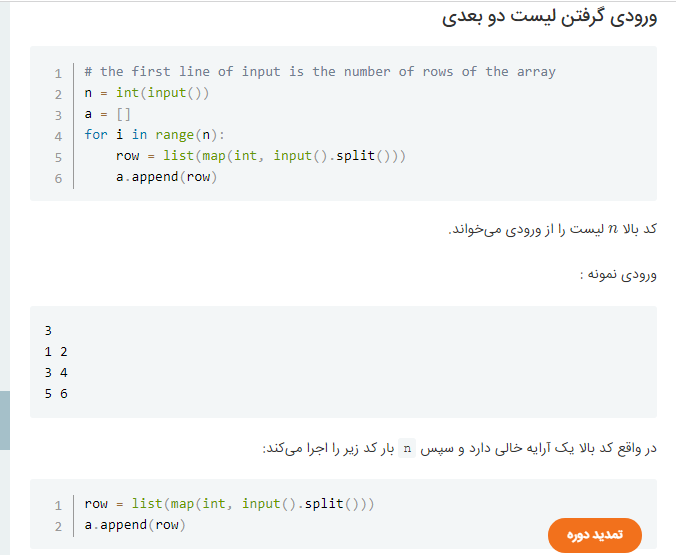 ورودی گرفتن لیست دو بعدی
1 # the first line of input is the number of rows of the array
2 n = int(input())
3 a = []
4 for i in range(n):
5     row = list(map(int, input().split()))
6     a.append(row)
کد بالا n لیست را از ورودی می‌خواند.
ورودی نمونه :
3
1 2
3 4
5 6
در واقع کد بالا یک آرایه خالی دارد و سپس n بار کد زیر را اجرا می‌کند:
1 row = list(map(int, input().split()))
2 a.append(row)
تمدید دوره